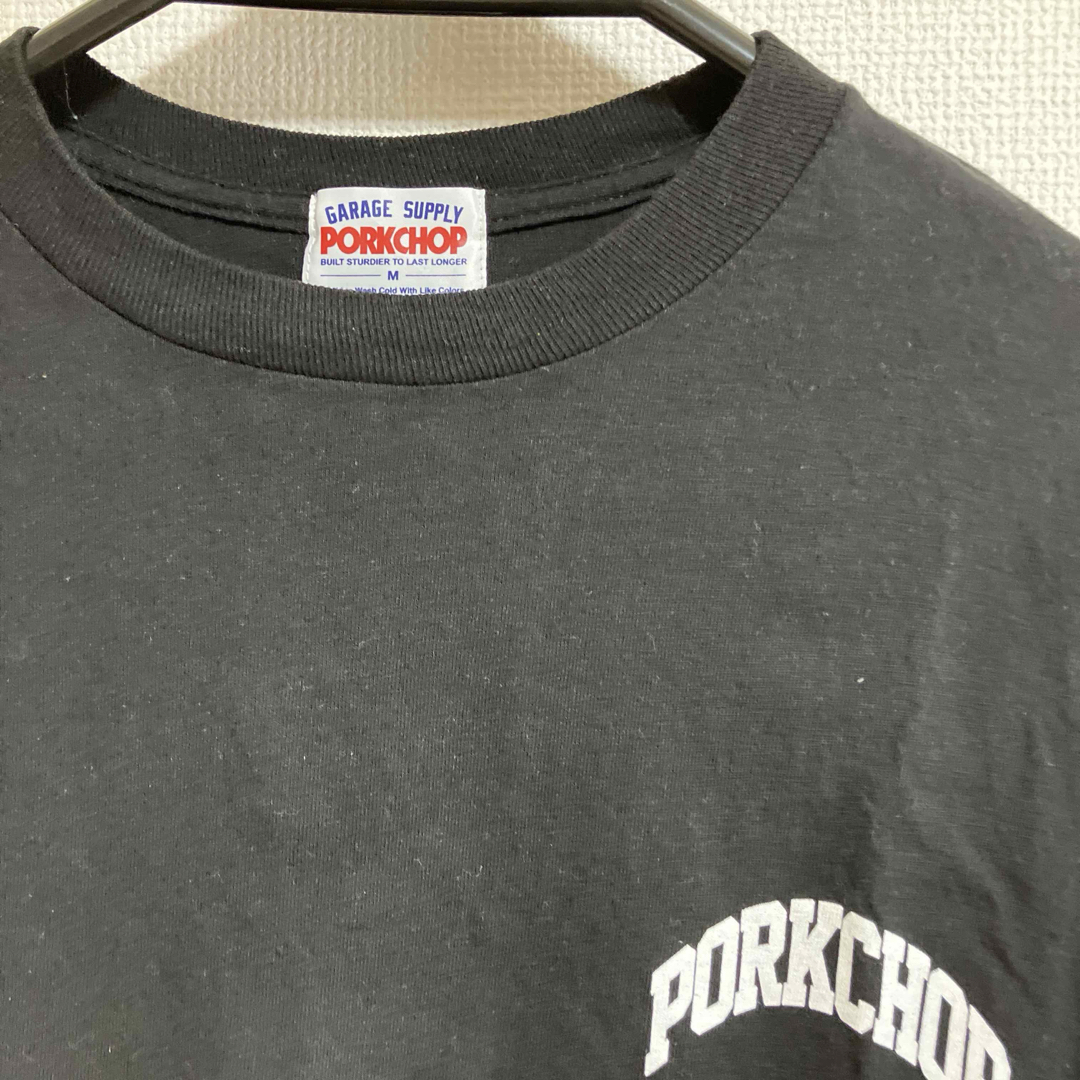 GARAGE SUPPLY
PORKCHOP
BUILT STURDIER TO LAST LONGER
M
Wash Cold With Like Colors
PORKCHOP